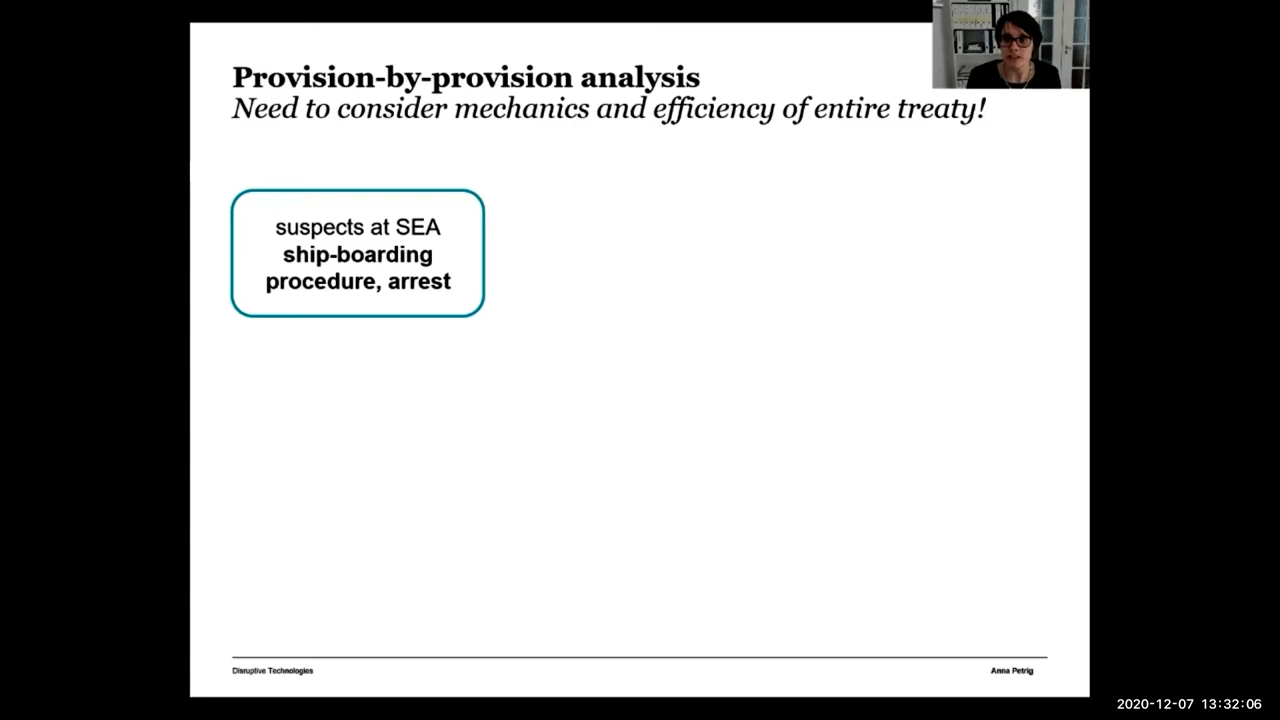 Provision-by-provision analysis
Need to consider mechanics and efficiency of entire treaty!
suspects at SEA
ship-boarding
procedure, arrest
Disruptive Technologies
Anna Petrig
2020-12-07 13:32:06